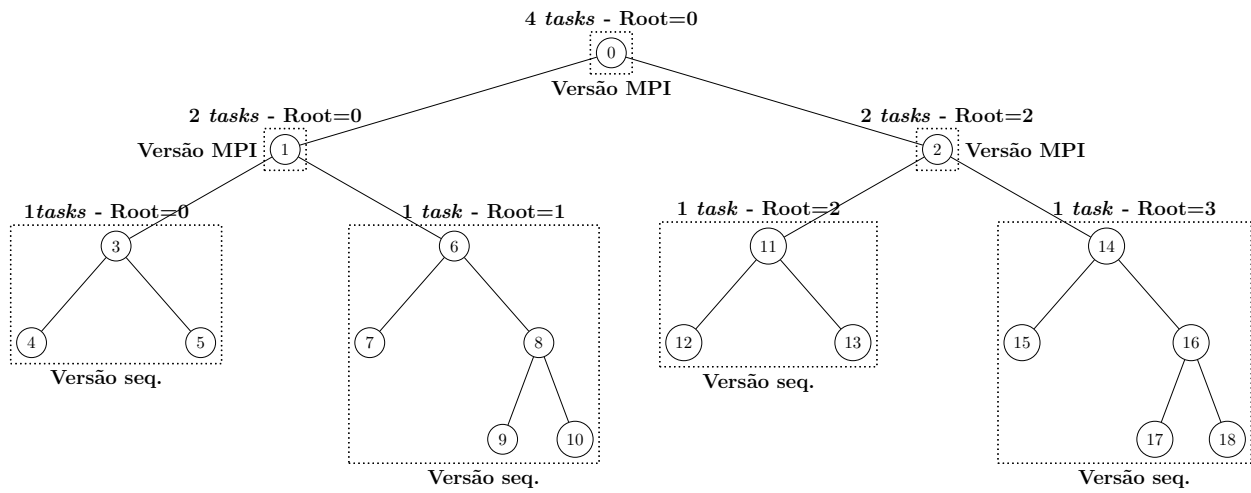 4 tasks - Root=0
0
Versão MPI
2 tasks - Root=0
2 tasks - Root=2
Versão MPI
1
2
Versão MPI
1tasks - Root=0
1 task - Root=1
1 task - Root=2
1 task - Root=3
3
6
11
14
4
5
7
8
12
13
15
16
Versão seq.
Versão seq.
9
10
17
18
Versão seq.
Versão seq.